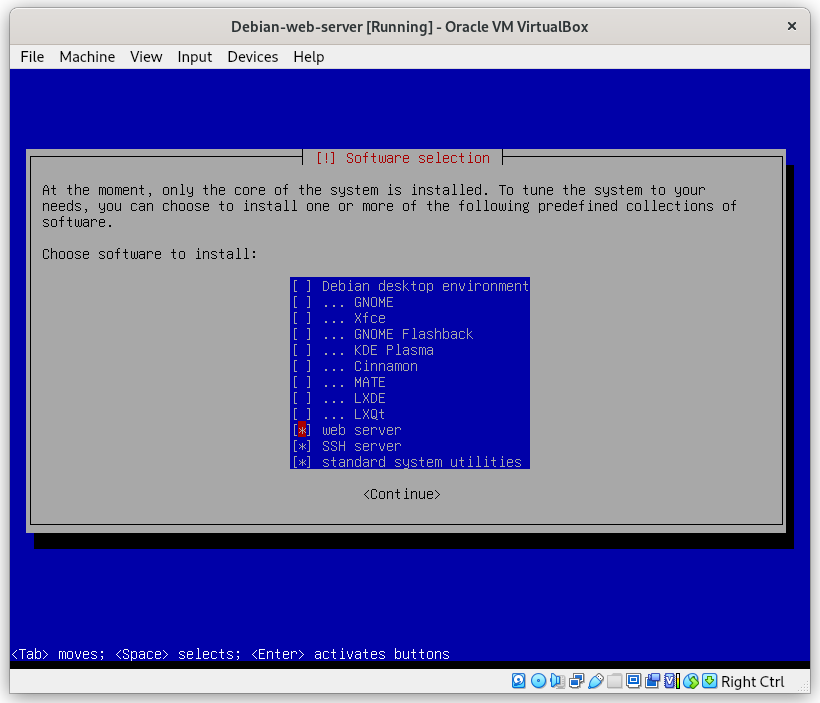 Debian-web-server [Running] - Oracle VM VirtualBox
File Machine View Input Devices Help
[!] Software selection
At the moment, only the core of the system is installed. To tune the system to your
needs, you can choose to install one or more of the following predefined collections of
software.
Choose software to install:
[ ] Debian desktop environment
[ ] ... GNOME
[ ] ... Xfce
[ ] ... GNOME Flashback
[ ] ... KDE Plasma
[ ] ... Cinnamon
[ ] ... MATE
[ ] ... LXDE
[ ] ... LXQt
[*] web server
[*] SSH server
[*] standard system utilities
<Continue>
<Tab> moves; <Space> selects; <Enter> activates buttons
Right Ctrl